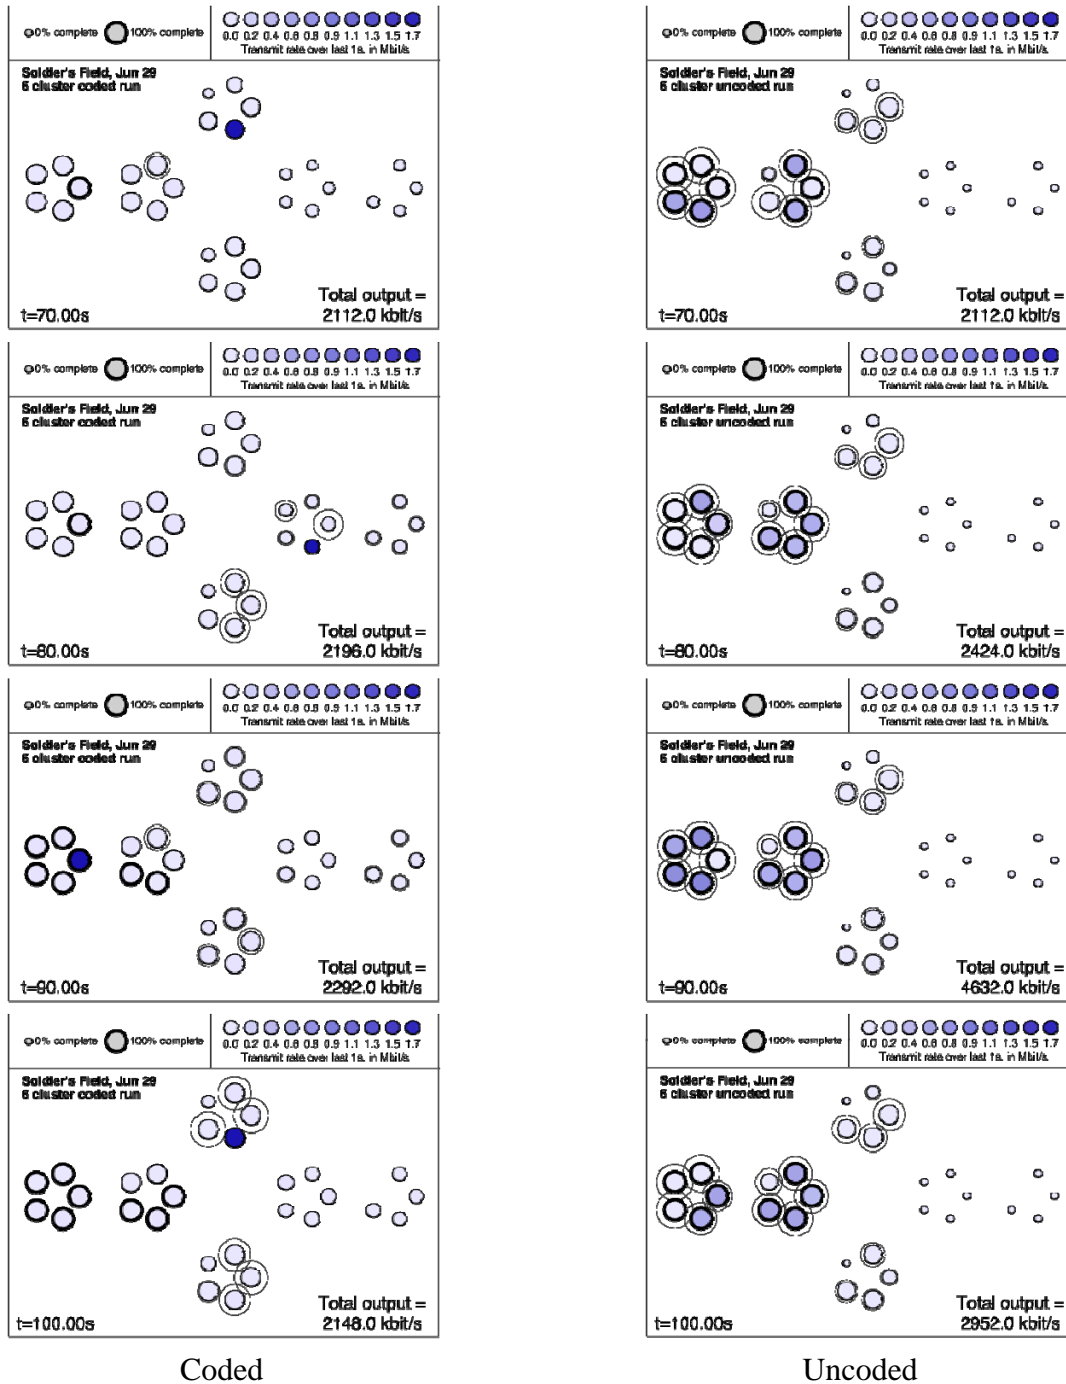 0% complete 100% complete
0.0 0.2 0.4 0.6 0.8 0.9 1.1 1.3 1.5 1.7
Transmit rate over last 1s. in Mbit/s
Soldier's Field, Jun 29
6 cluster coded run
t=70.00s
Total output =
2112.0 kbit/s
0% complete 100% complete
0.0 0.2 0.4 0.6 0.8 0.9 1.1 1.3 1.5 1.7
Transmit rate over last 1s. in Mbit/s
Soldier's Field, Jun 29
6 cluster uncoded run
t=70.00s
Total output =
2112.0 kbit/s
0% complete 100% complete
0.0 0.2 0.4 0.6 0.8 0.9 1.1 1.3 1.5 1.7
Transmit rate over last 1s. in Mbit/s
Soldier's Field, Jun 29
6 cluster coded run
t=80.00s
Total output =
2196.0 kbit/s
0% complete 100% complete
0.0 0.2 0.4 0.6 0.8 0.9 1.1 1.3 1.5 1.7
Transmit rate over last 1s. in Mbit/s
Soldier's Field, Jun 29
6 cluster uncoded run
t=80.00s
Total output =
2424.0 kbit/s
0% complete 100% complete
0.0 0.2 0.4 0.6 0.8 0.9 1.1 1.3 1.5 1.7
Transmit rate over last 1s. in Mbit/s
Soldier's Field, Jun 29
6 cluster coded run
t=90.00s
Total output =
2292.0 kbit/s
0% complete 100% complete
0.0 0.2 0.4 0.6 0.8 0.9 1.1 1.3 1.5 1.7
Transmit rate over last 1s. in Mbit/s
Soldier's Field, Jun 29
6 cluster uncoded run
t=90.00s
Total output =
4632.0 kbit/s
0% complete 100% complete
0.0 0.2 0.4 0.6 0.8 0.9 1.1 1.3 1.5 1.7
Transmit rate over last 1s. in Mbit/s
Soldier's Field, Jun 29
6 cluster coded run
t=100.00s
Total output =
2148.0 kbit/s
0% complete 100% complete
0.0 0.2 0.4 0.6 0.8 0.9 1.1 1.3 1.5 1.7
Transmit rate over last 1s. in Mbit/s
Soldier's Field, Jun 29
6 cluster uncoded run
t=100.00s
Total output =
2952.0 kbit/s
Coded
Uncoded